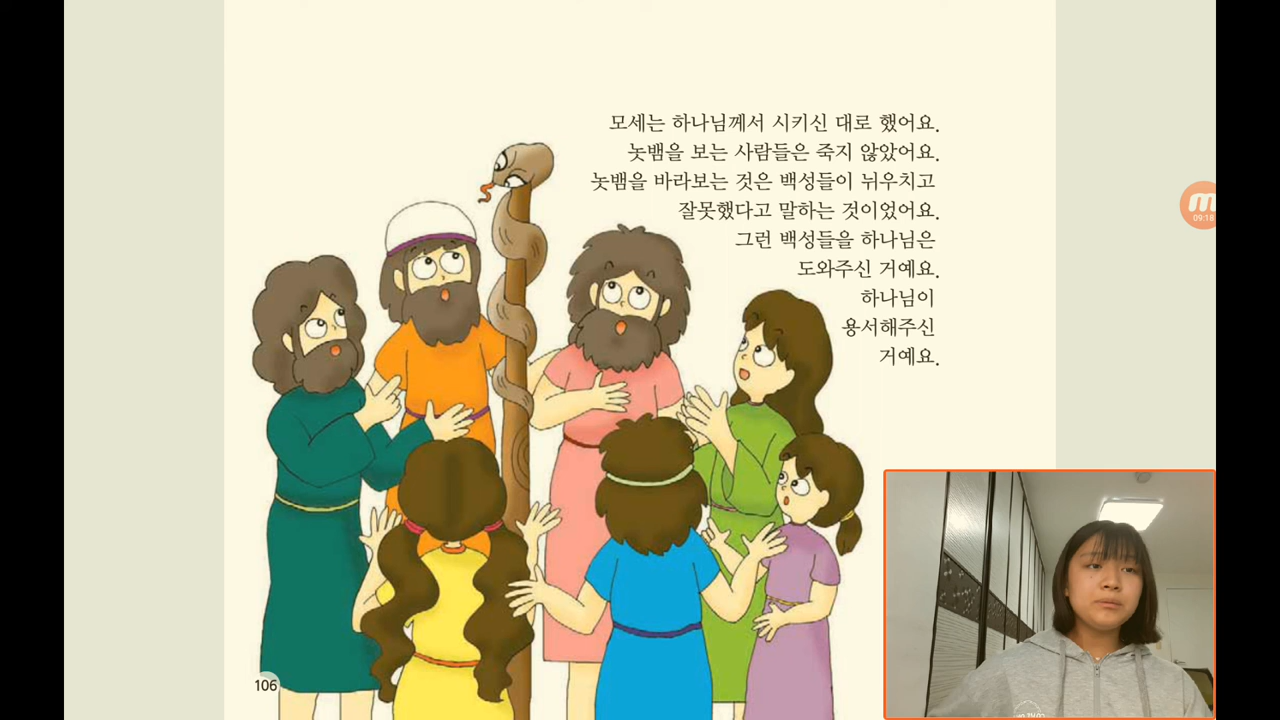 모세는 하나님께서 시키신 대로 했어요.
놋뱀을 보는 사람들은 죽지 않았어요.
놋뱀을 바라보는 것은 백성들이 뉘우치고
잘못했다고 말하는 것이었어요.
그런 백성들을 하나님은
도와주신 거예요.
하나님이
용서해주신
거예요.
09:18
106